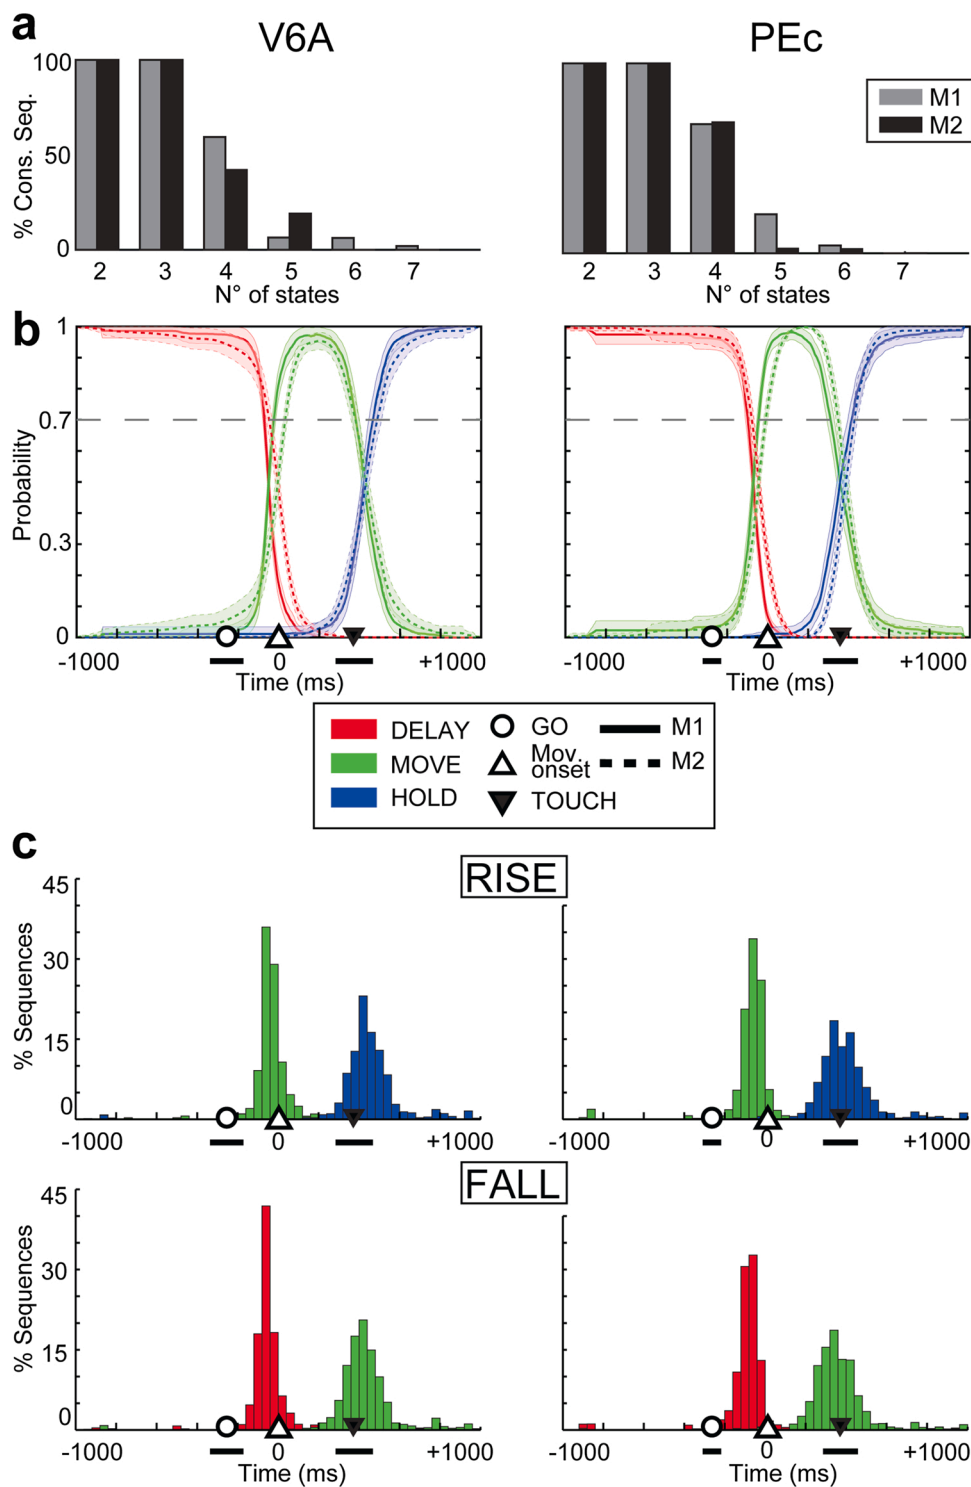 a
V6A
PEc
100
50
0
% Cons. Seq.
2 3 4 5 6 7
N° of states
2 3 4 5 6 7
N° of states
M1
M2
b
1
0.7
0.3
0
Probability
-1000 0 +1000
Time (ms)
-1000 0 +1000
Time (ms)
DELAY
MOVE
HOLD
GO
Mov.
onset
TOUCH
M1
M2
c
RISE
45
30
15
0
% Sequences
-1000 0 +1000
-1000 0 +1000
FALL
45
30
15
0
% Sequences
-1000 0 +1000
Time (ms)
-1000 0 +1000
Time (ms)